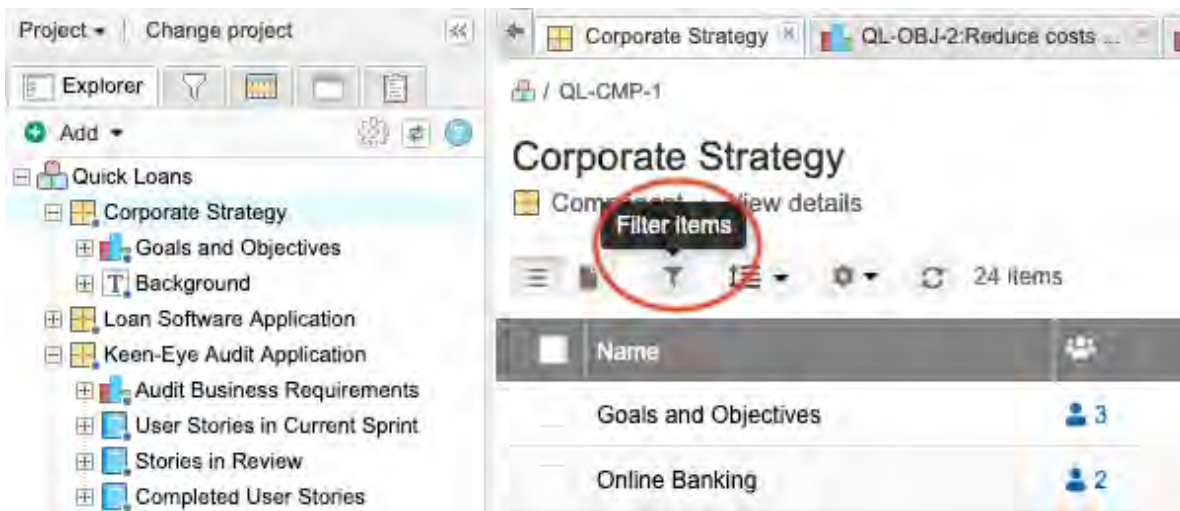 Project | Change project
Explorer
Add
Quick Loans
Corporate Strategy
Goals and Objectives
T Background
Loan Software Application
Keen-Eye Audit Application
Audit Business Requirements
User Stories in Current Sprint
Stories in Review
Completed User Stories
Corporate Strategy
QL-OBJ-2:Reduce costs ...
/ QL-CMP-1
Corporate Strategy
view details
Filter items
24 items
Name
Goals and Objectives 3
Online Banking 2